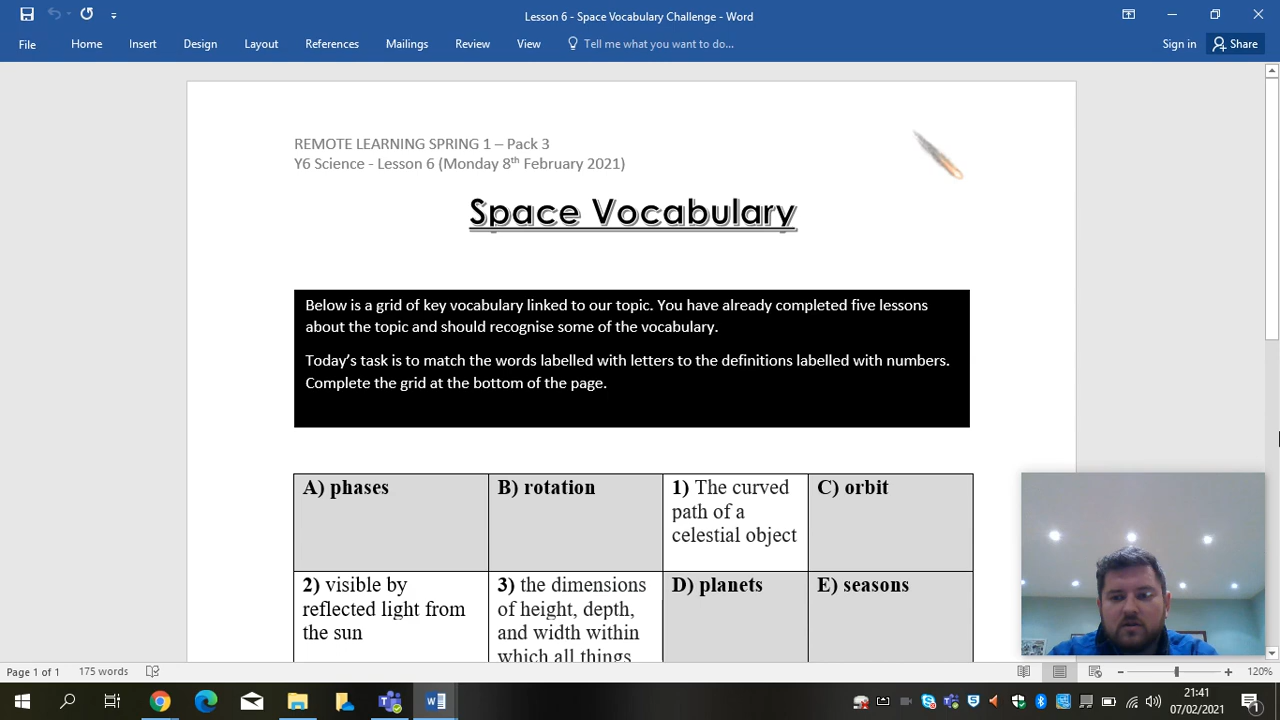 Lesson 6 - Space Vocabulary Challenge - Word
File Home Insert Design Layout References Mailings Review View Tell me what you want to do... Sign in Share
REMOTE LEARNING SPRING 1 – Pack 3
Y6 Science - Lesson 6 (Monday 8th February 2021)
Space Vocabulary
Below is a grid of key vocabulary linked to our topic. You have already completed five lessons
about the topic and should recognise some of the vocabulary.
Today's task is to match the words labelled with letters to the definitions labelled with numbers.
Complete the grid at the bottom of the page.
A) phases
B) rotation
1) The curved
path of a
celestial object
C) orbit
2) visible by
reflected light from
the sun
3) the dimensions
of height, depth,
and width within
which all things
D) planets
E) seasons
Page 1 of 1 175 words 120%
21:41
07/02/2021